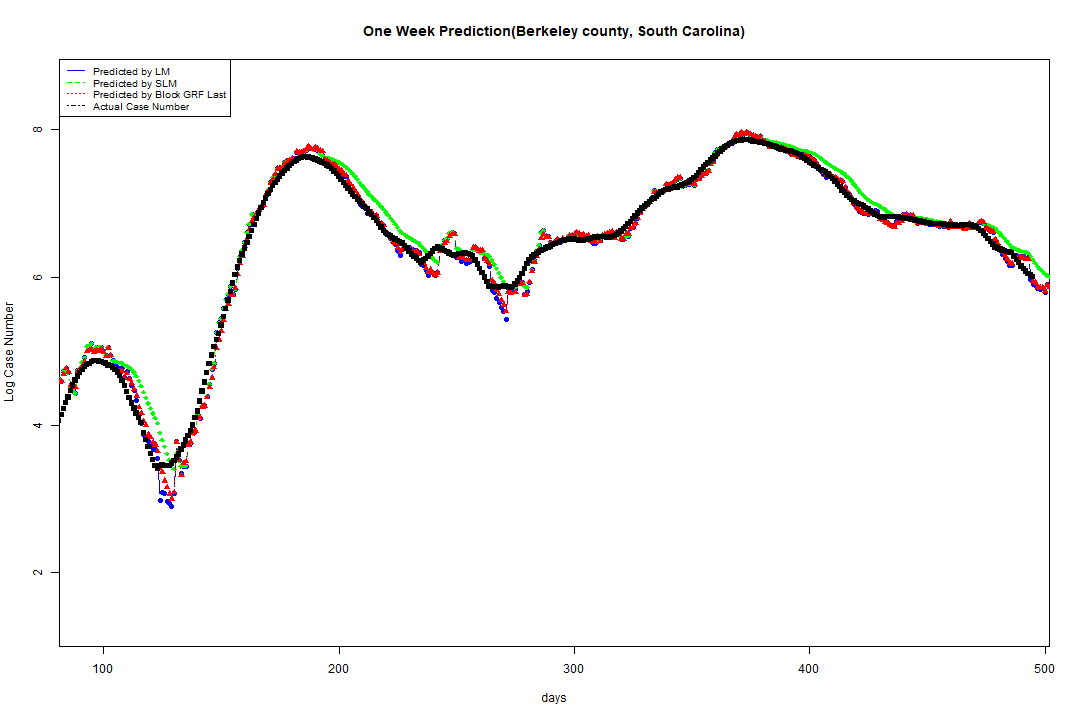 One Week Prediction(Berkeley county, South Carolina)
Predicted by LM
Predicted by SLM
Predicted by Block GRF Last
Actual Case Number
8
6
4
2
Log Case Number
100 200 300 400 500
days